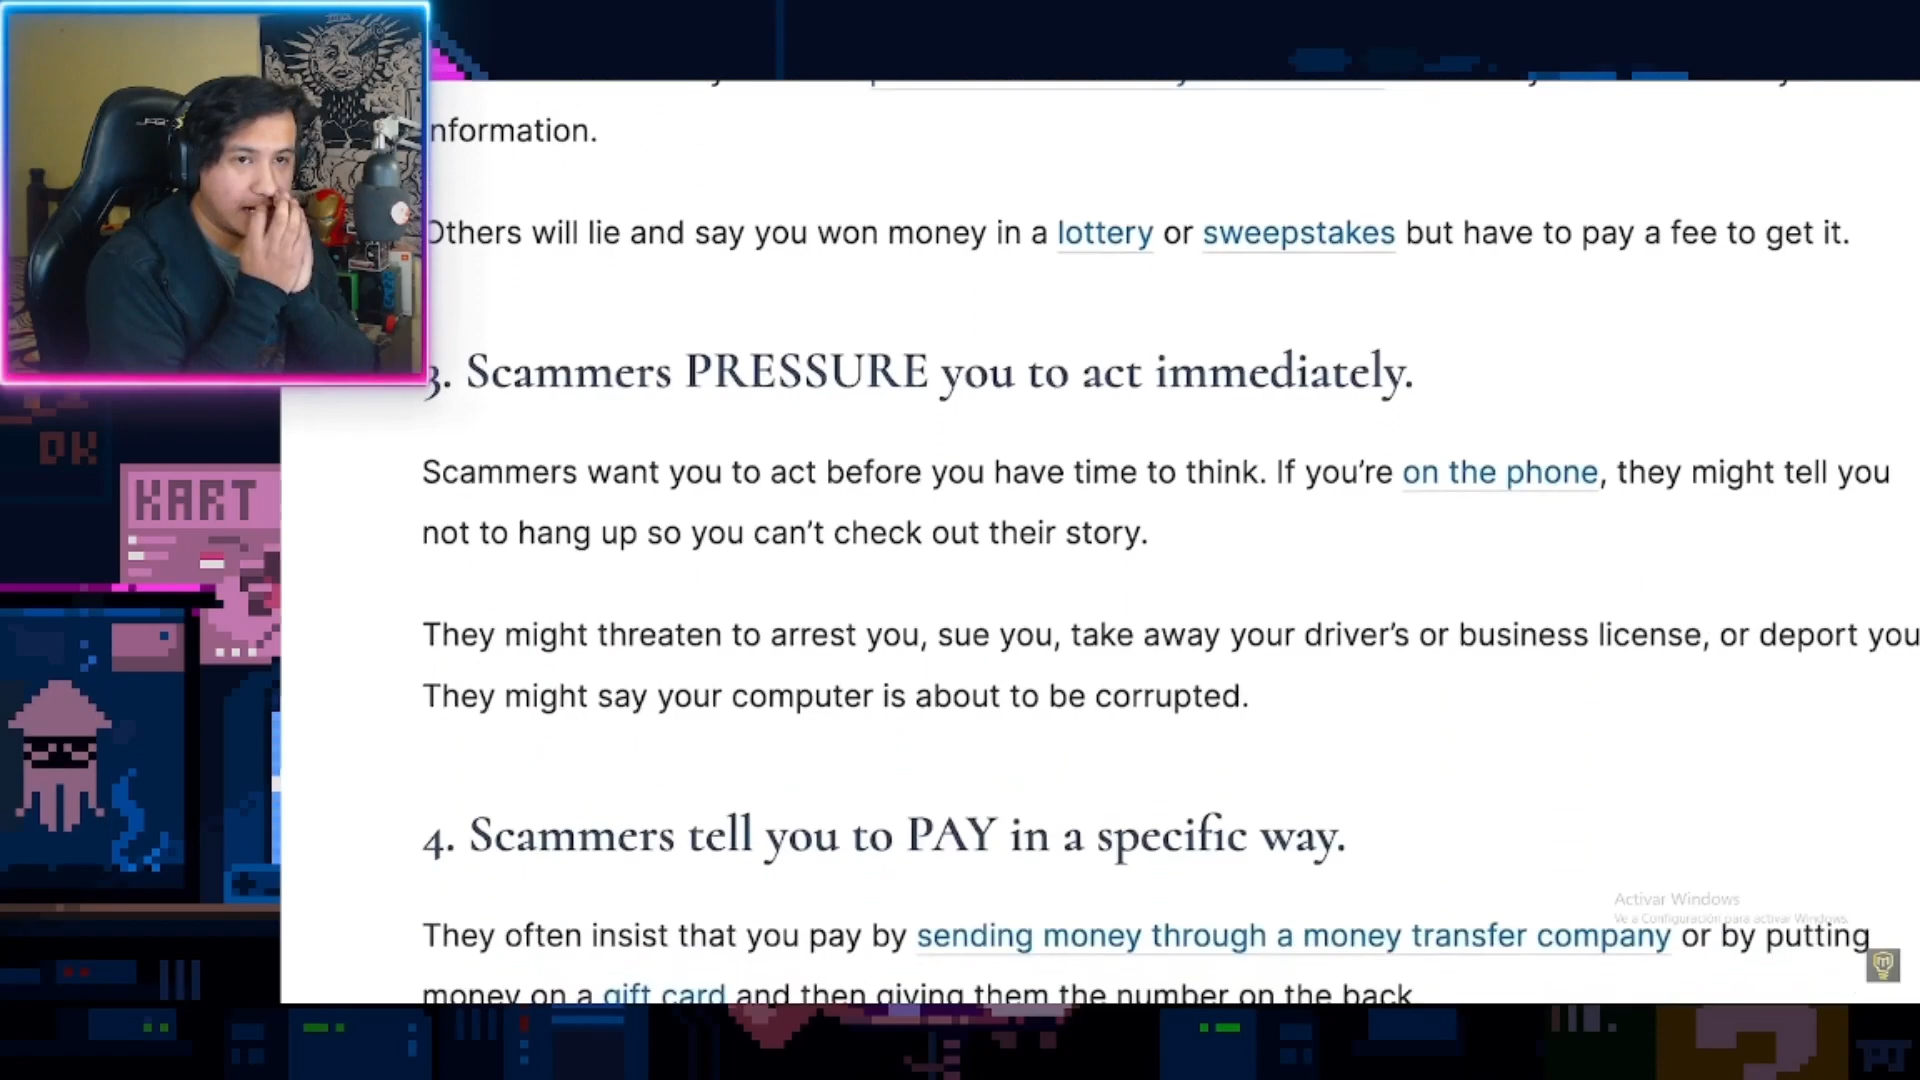 nformation.
Others will lie and say you won money in a lottery or sweepstakes but have to pay a fee to get it.
3. Scammers PRESSURE you to act immediately.
Scammers want you to act before you have time to think. If you're on the phone, they might tell you
not to hang up so you can't check out their story.
They might threaten to arrest you, sue you, take away your driver's or business license, or deport you
They might say your computer is about to be corrupted.
4. Scammers tell you to PAY in a specific way.
They often insist that you pay by sending money through a money transfer company or by putting
money on a gift card and then giving them the number on the back
DK
KART
Activar Windows
Ve a Configuración para activar Windows.